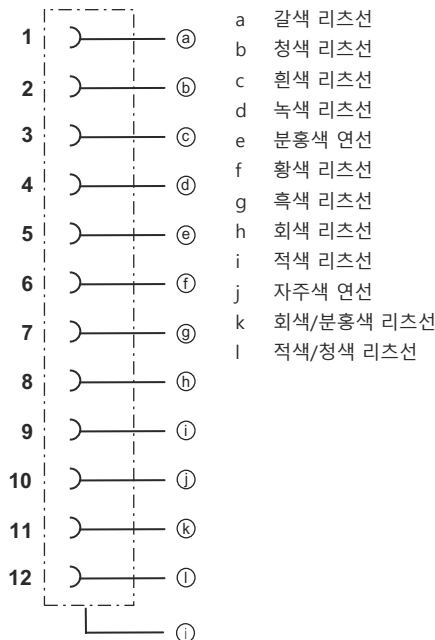 1 ⓐ
2 ⓑ
3 ⓒ
4 ⓓ
5 ⓔ
6 ⓕ
7 ⓖ
8 ⓗ
9 ⓘ
10 ⓙ
11 ⓚ
12 ⓛ
ⓘ
a 갈색 리츠선
b 청색 리츠선
c 흰색 리츠선
d 녹색 리츠선
e 분홍색 연선
f 황색 리츠선
g 흑색 리츠선
h 회색 리츠선
i 적색 리츠선
j 자주색 연선
k 회색/분홍색 리츠선
l 적색/청색 리츠선